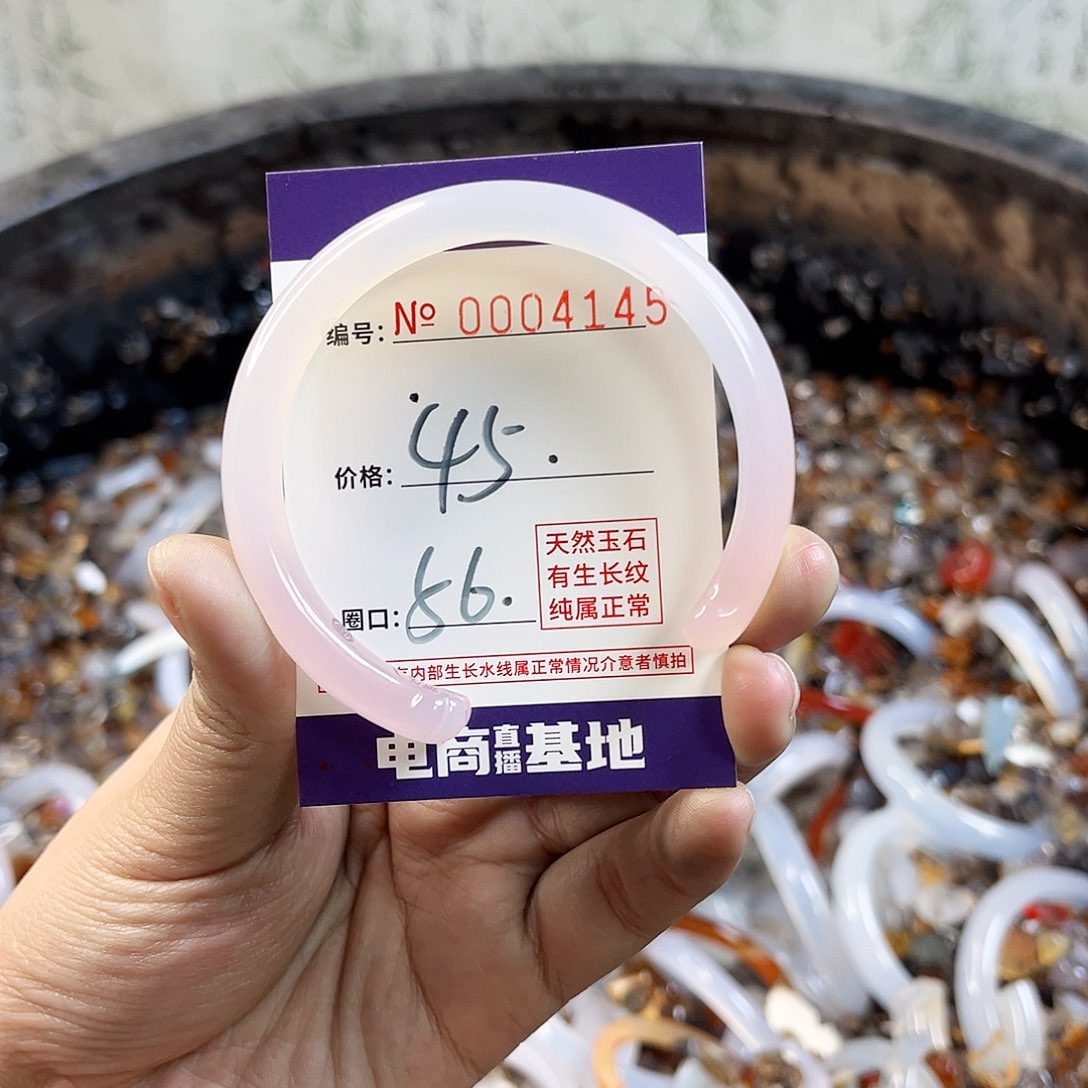 编号: № 0004145
价格: 45.
圈口: 56.
天然玉石
有生长纹
纯属正常
内部生长水线属正常情况介意者慎拍
电商直播基地